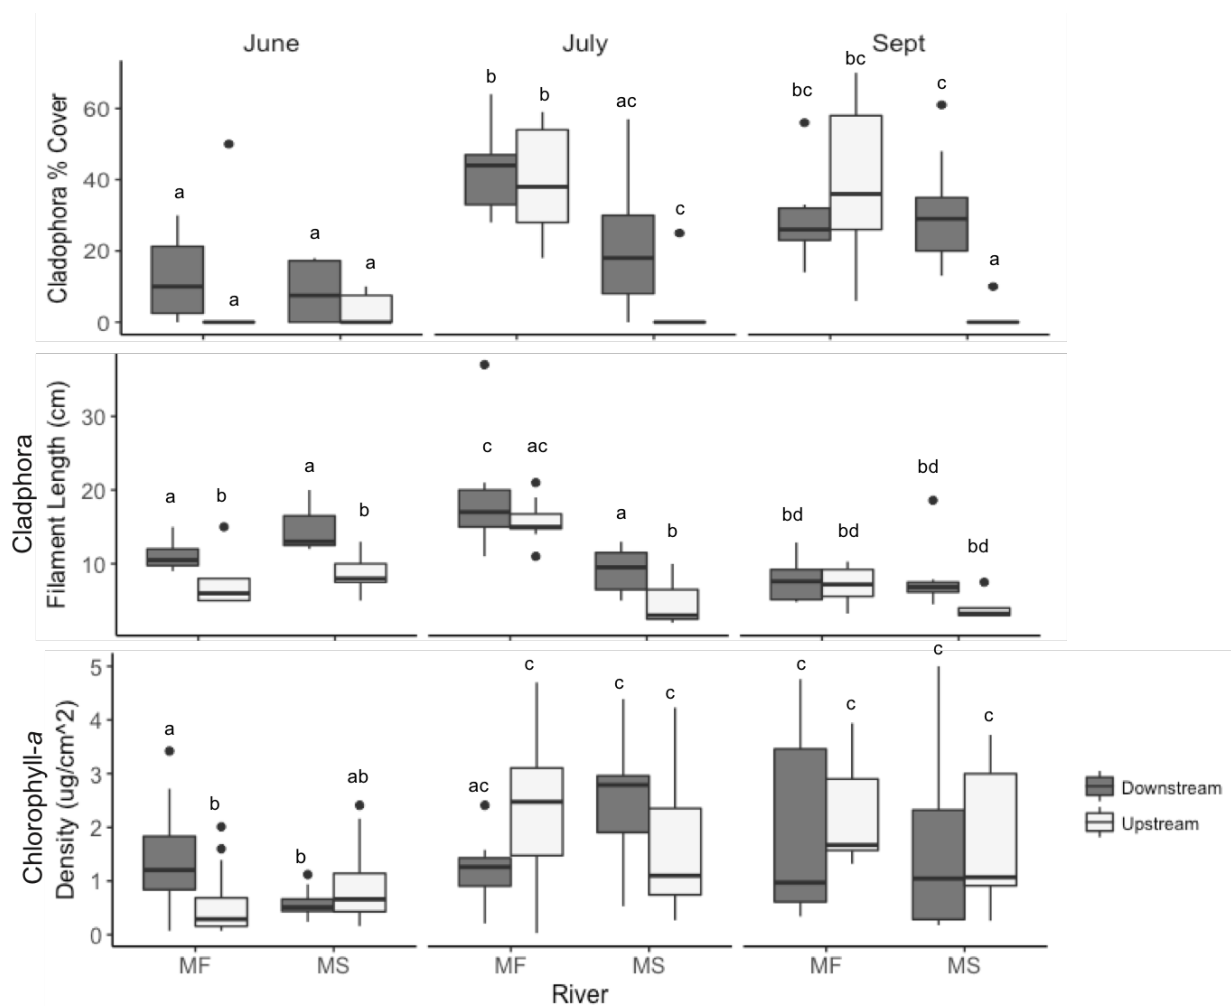 June July Sept
Cladophora % Cover
60
40
20
0
a a a a
b b ac c
bc bc c a
Cladphora
Filament Length (cm)
30
20
10
a b a b
c ac a b
bd bd bd bd
Chlorophyll-a
Density (ug/cm^2)
5
4
3
2
1
0
a b b ab
ac c c c
c c c c
Downstream
Upstream
MF MS MF MS MF MS
River